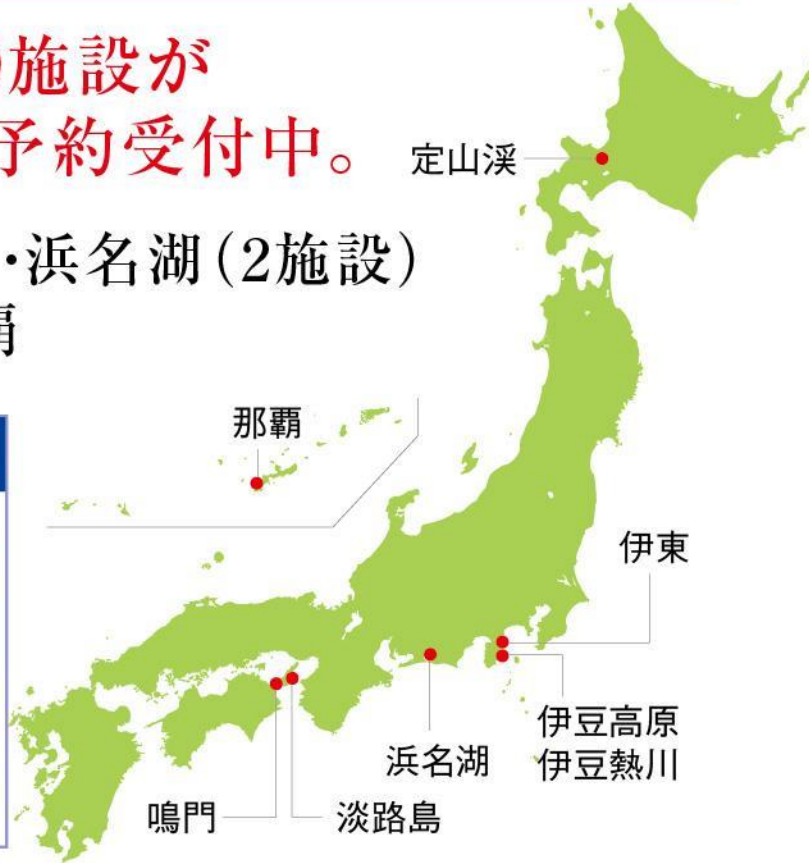 施設が
予約受付中。
・浜名湖（2施設）
定山渓
那覇
伊東
伊豆高原
伊豆熱川
浜名湖
鳴門
淡路島